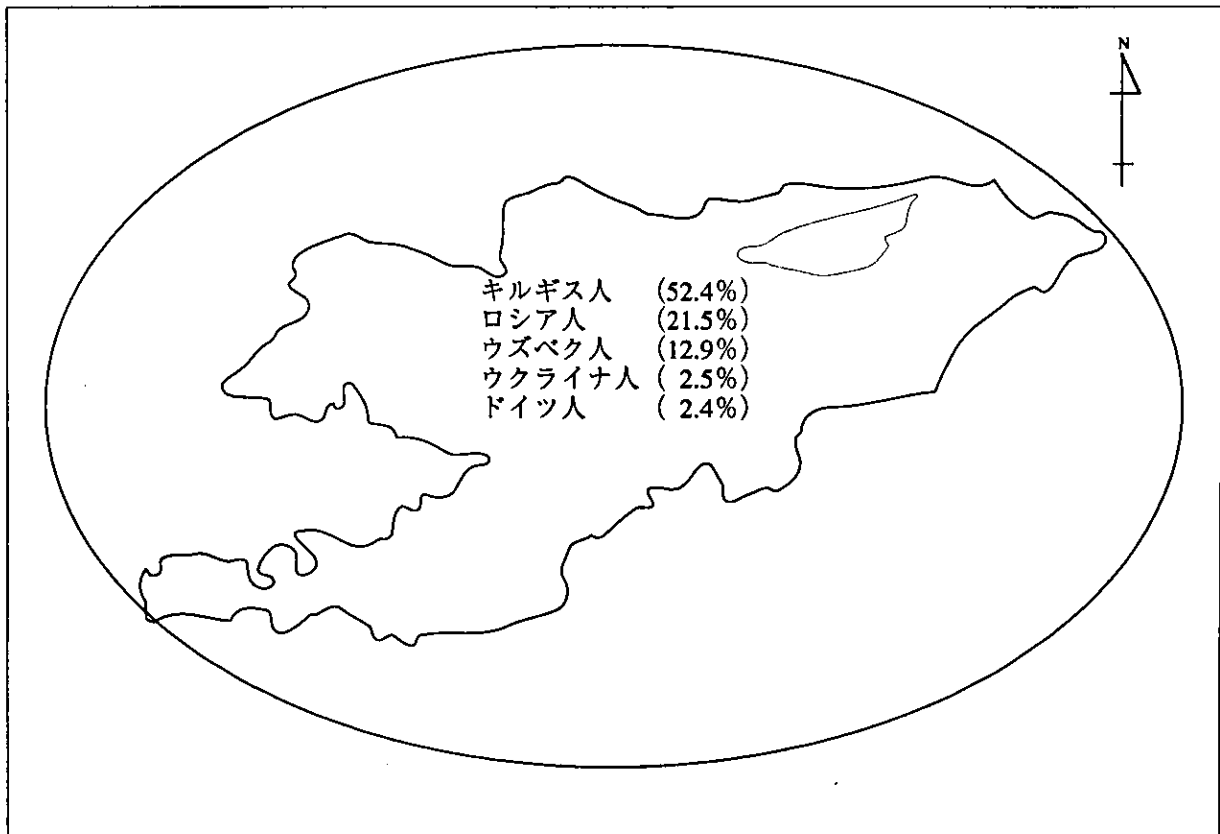 N
キルギス人 (52.4%)
ロシア人 (21.5%)
ウズベク人 (12.9%)
ウクライナ人 ( 2.5%)
ドイツ人 ( 2.4%)